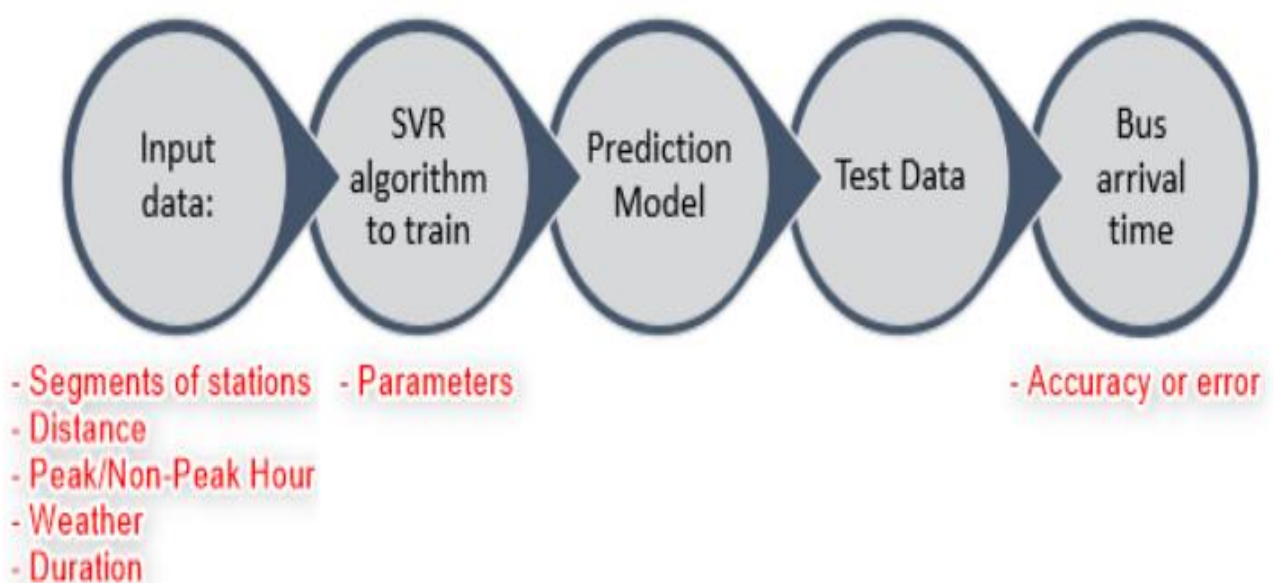 Input
data:
SVR
algorithm
to train
Prediction
Model
Test Data
Bus
arrival
time
- Segments of stations
- Distance
- Peak/Non-Peak Hour
- Weather
- Duration
- Parameters
- Accuracy or error